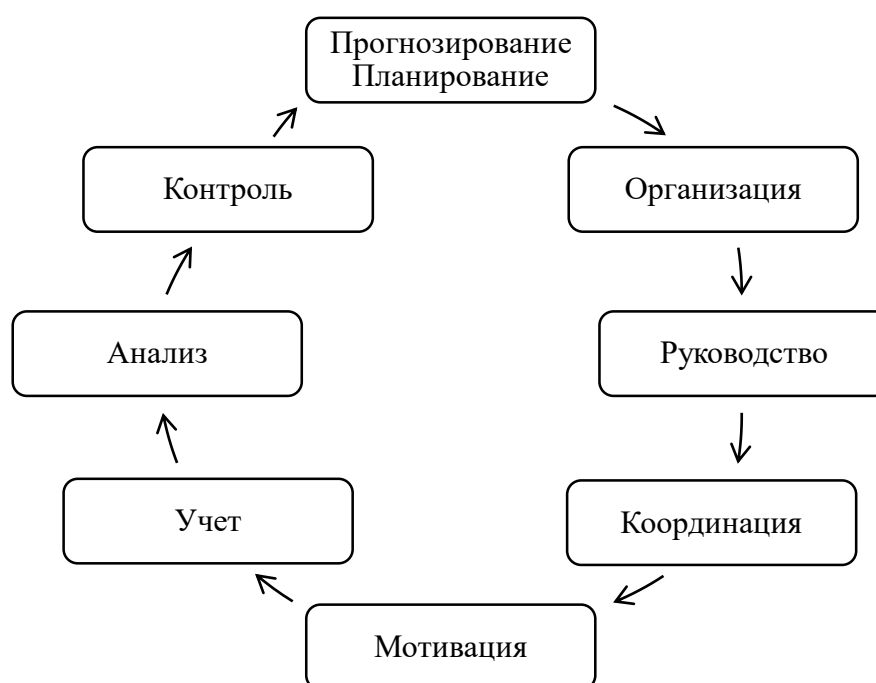 Прогнозирование
Планирование
Организация
Руководство
Координация
Мотивация
Учет
Анализ
Контроль